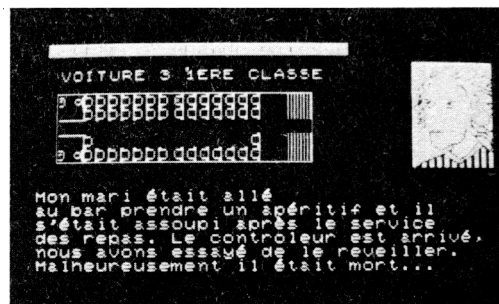 VOITURE 3 1ERE CLASSE
Mon mari était allé
au bar prendre un apéritif et il
s'était assoupi après le service
des repas. Le controleur est arrivé,
nous avons essayé de le reveiller.
Malheureusement il était mort...